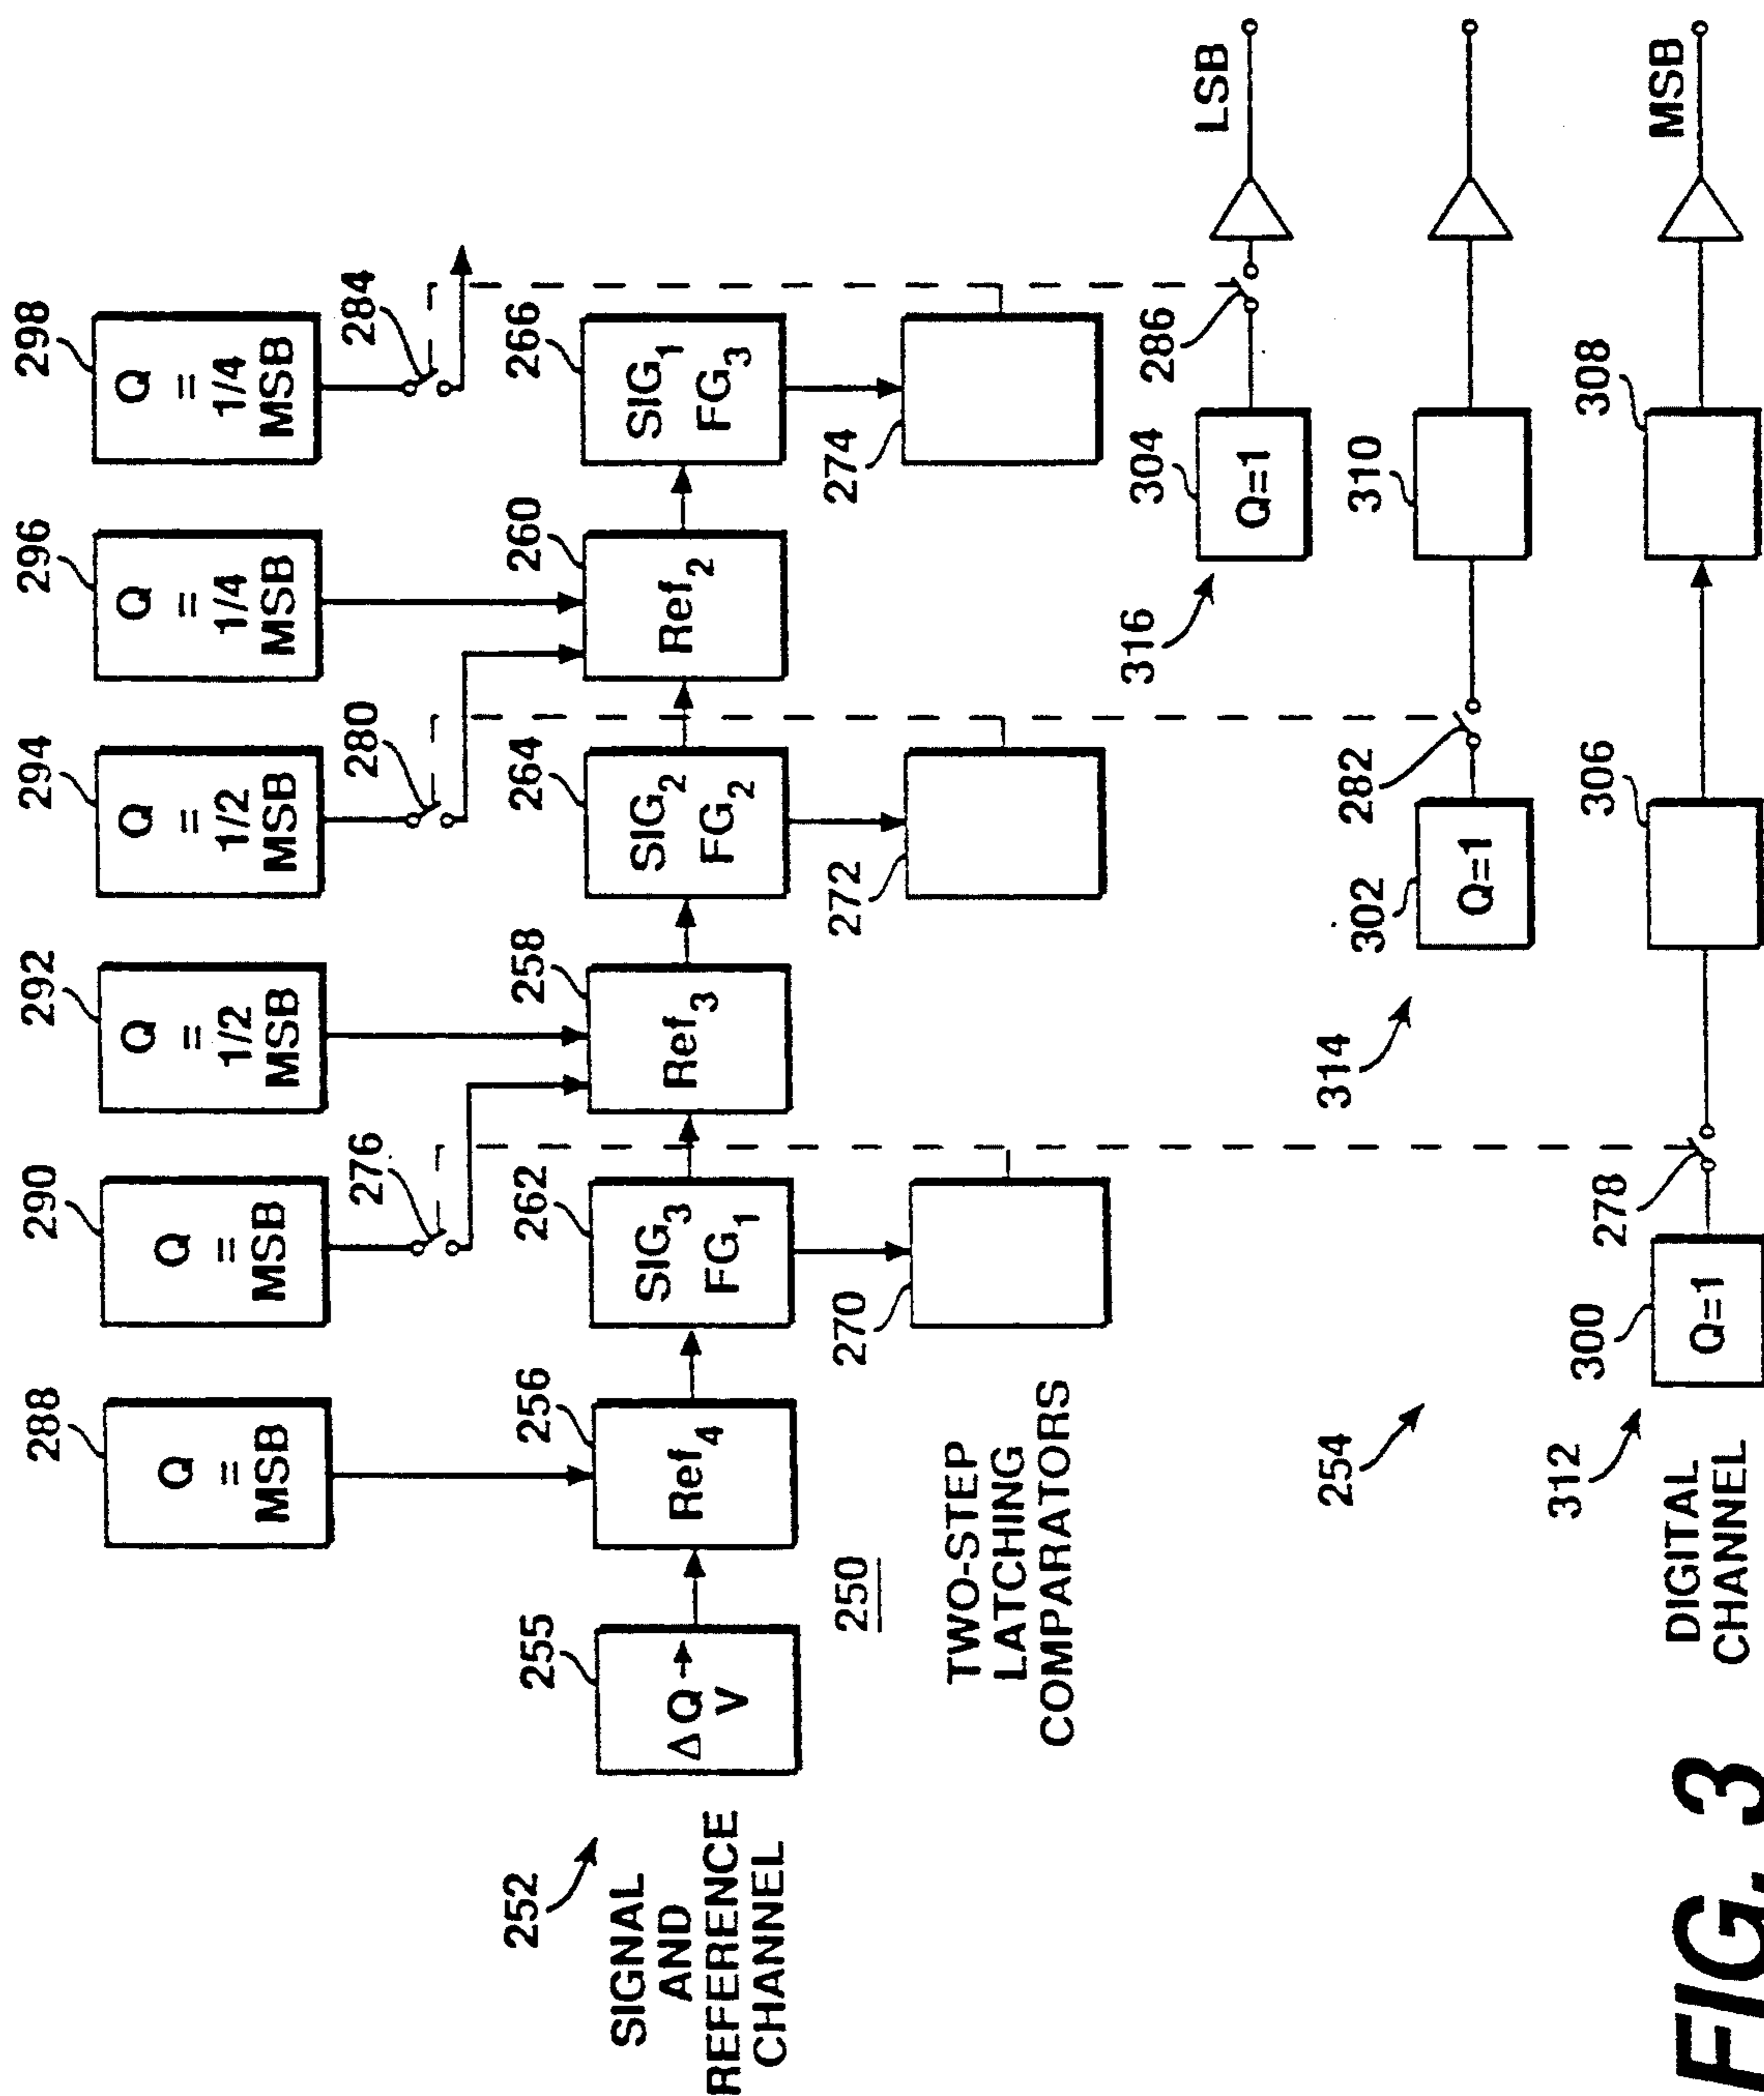 288
290
292
294
296
298
Q
=
MSB
Q
=
MSB
Q
=
1/2
MSB
Q
=
1/2
MSB
Q
=
1/4
MSB
Q
=
1/4
MSB
276
280
284
252
255
256
262
258
264
260
266
SIGNAL
AND
REFERENCE
CHANNEL
Δ Q →
V
Ref4
SIG3
FG1
Ref3
SIG2
FG2
Ref2
SIG1
FG3
250
270
272
274
TWO-STEP
LATCHING
COMPARATORS
254
314
316
302
282
304
286
Q=1
Q=1
LSB
310
312
300
278
306
308
DIGITAL
CHANNEL
Q=1
MSB
FIG. 3